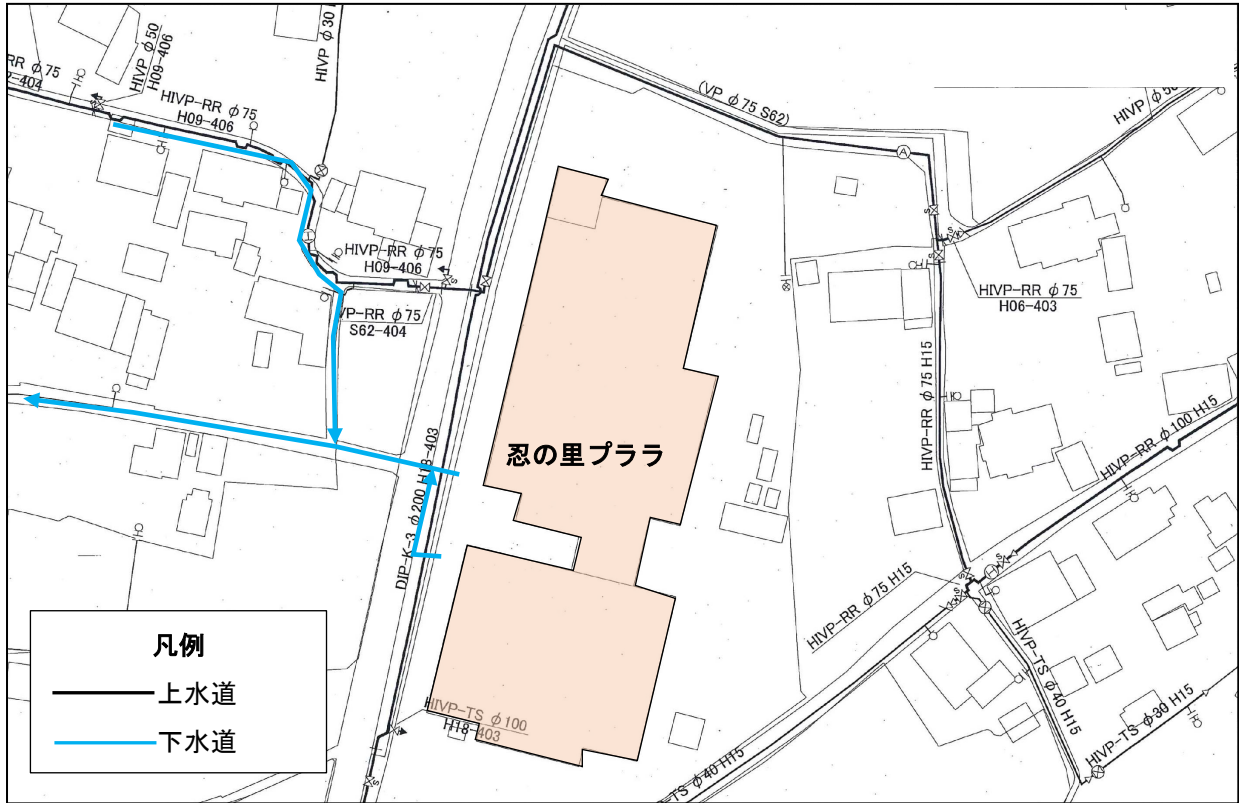 HIVP φ50
H09-406
HIVP φ30
RR φ75
-404
HIVP-RR φ75
H09-406
(VP φ75 S62)
HIVP φ50
HIVP-RR φ75
H09-406
VP-RR φ75
S62-404
HIVP-RR φ75
H06-403
HIVP-RR φ75 H15
HIVP-RR φ100 H15
忍の里プララ
DIP-K-3 φ200 H18-403
HIVP-RR φ75 H15
HIVP-TS φ40 H15
HIVP-TS φ30 H15
HIVP-TS φ100
H18-403
-TS φ40 H15
凡例
上水道
下水道